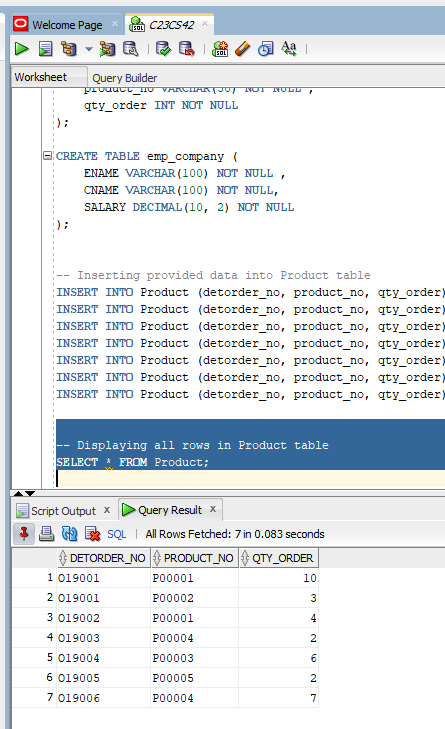 Welcome Page
C23CS42
Worksheet Query Builder
product_no VARCHAR(50) NOT NULL ,
qty_order INT NOT NULL
);
CREATE TABLE emp_company (
ENAME VARCHAR(100) NOT NULL ,
CNAME VARCHAR(100) NOT NULL,
SALARY DECIMAL(10, 2) NOT NULL
);
-- Inserting provided data into Product table
INSERT INTO Product (detorder_no, product_no, qty_order)
INSERT INTO Product (detorder_no, product_no, qty_order)
INSERT INTO Product (detorder_no, product_no, qty_order)
INSERT INTO Product (detorder_no, product_no, qty_order)
INSERT INTO Product (detorder_no, product_no, qty_order)
INSERT INTO Product (detorder_no, product_no, qty_order)
INSERT INTO Product (detorder_no, product_no, qty_order)
-- Displaying all rows in Product table
SELECT * FROM Product;
Script Output x Query Result x
SQL | All Rows Fetched: 7 in 0.083 seconds
DETORDER_NO PRODUCT_NO QTY_ORDER
1 O19001 P00001 10
2 O19001 P00002 3
3 O19002 P00001 4
4 O19003 P00004 2
5 O19004 P00003 6
6 O19005 P00005 2
7 O19006 P00004 7